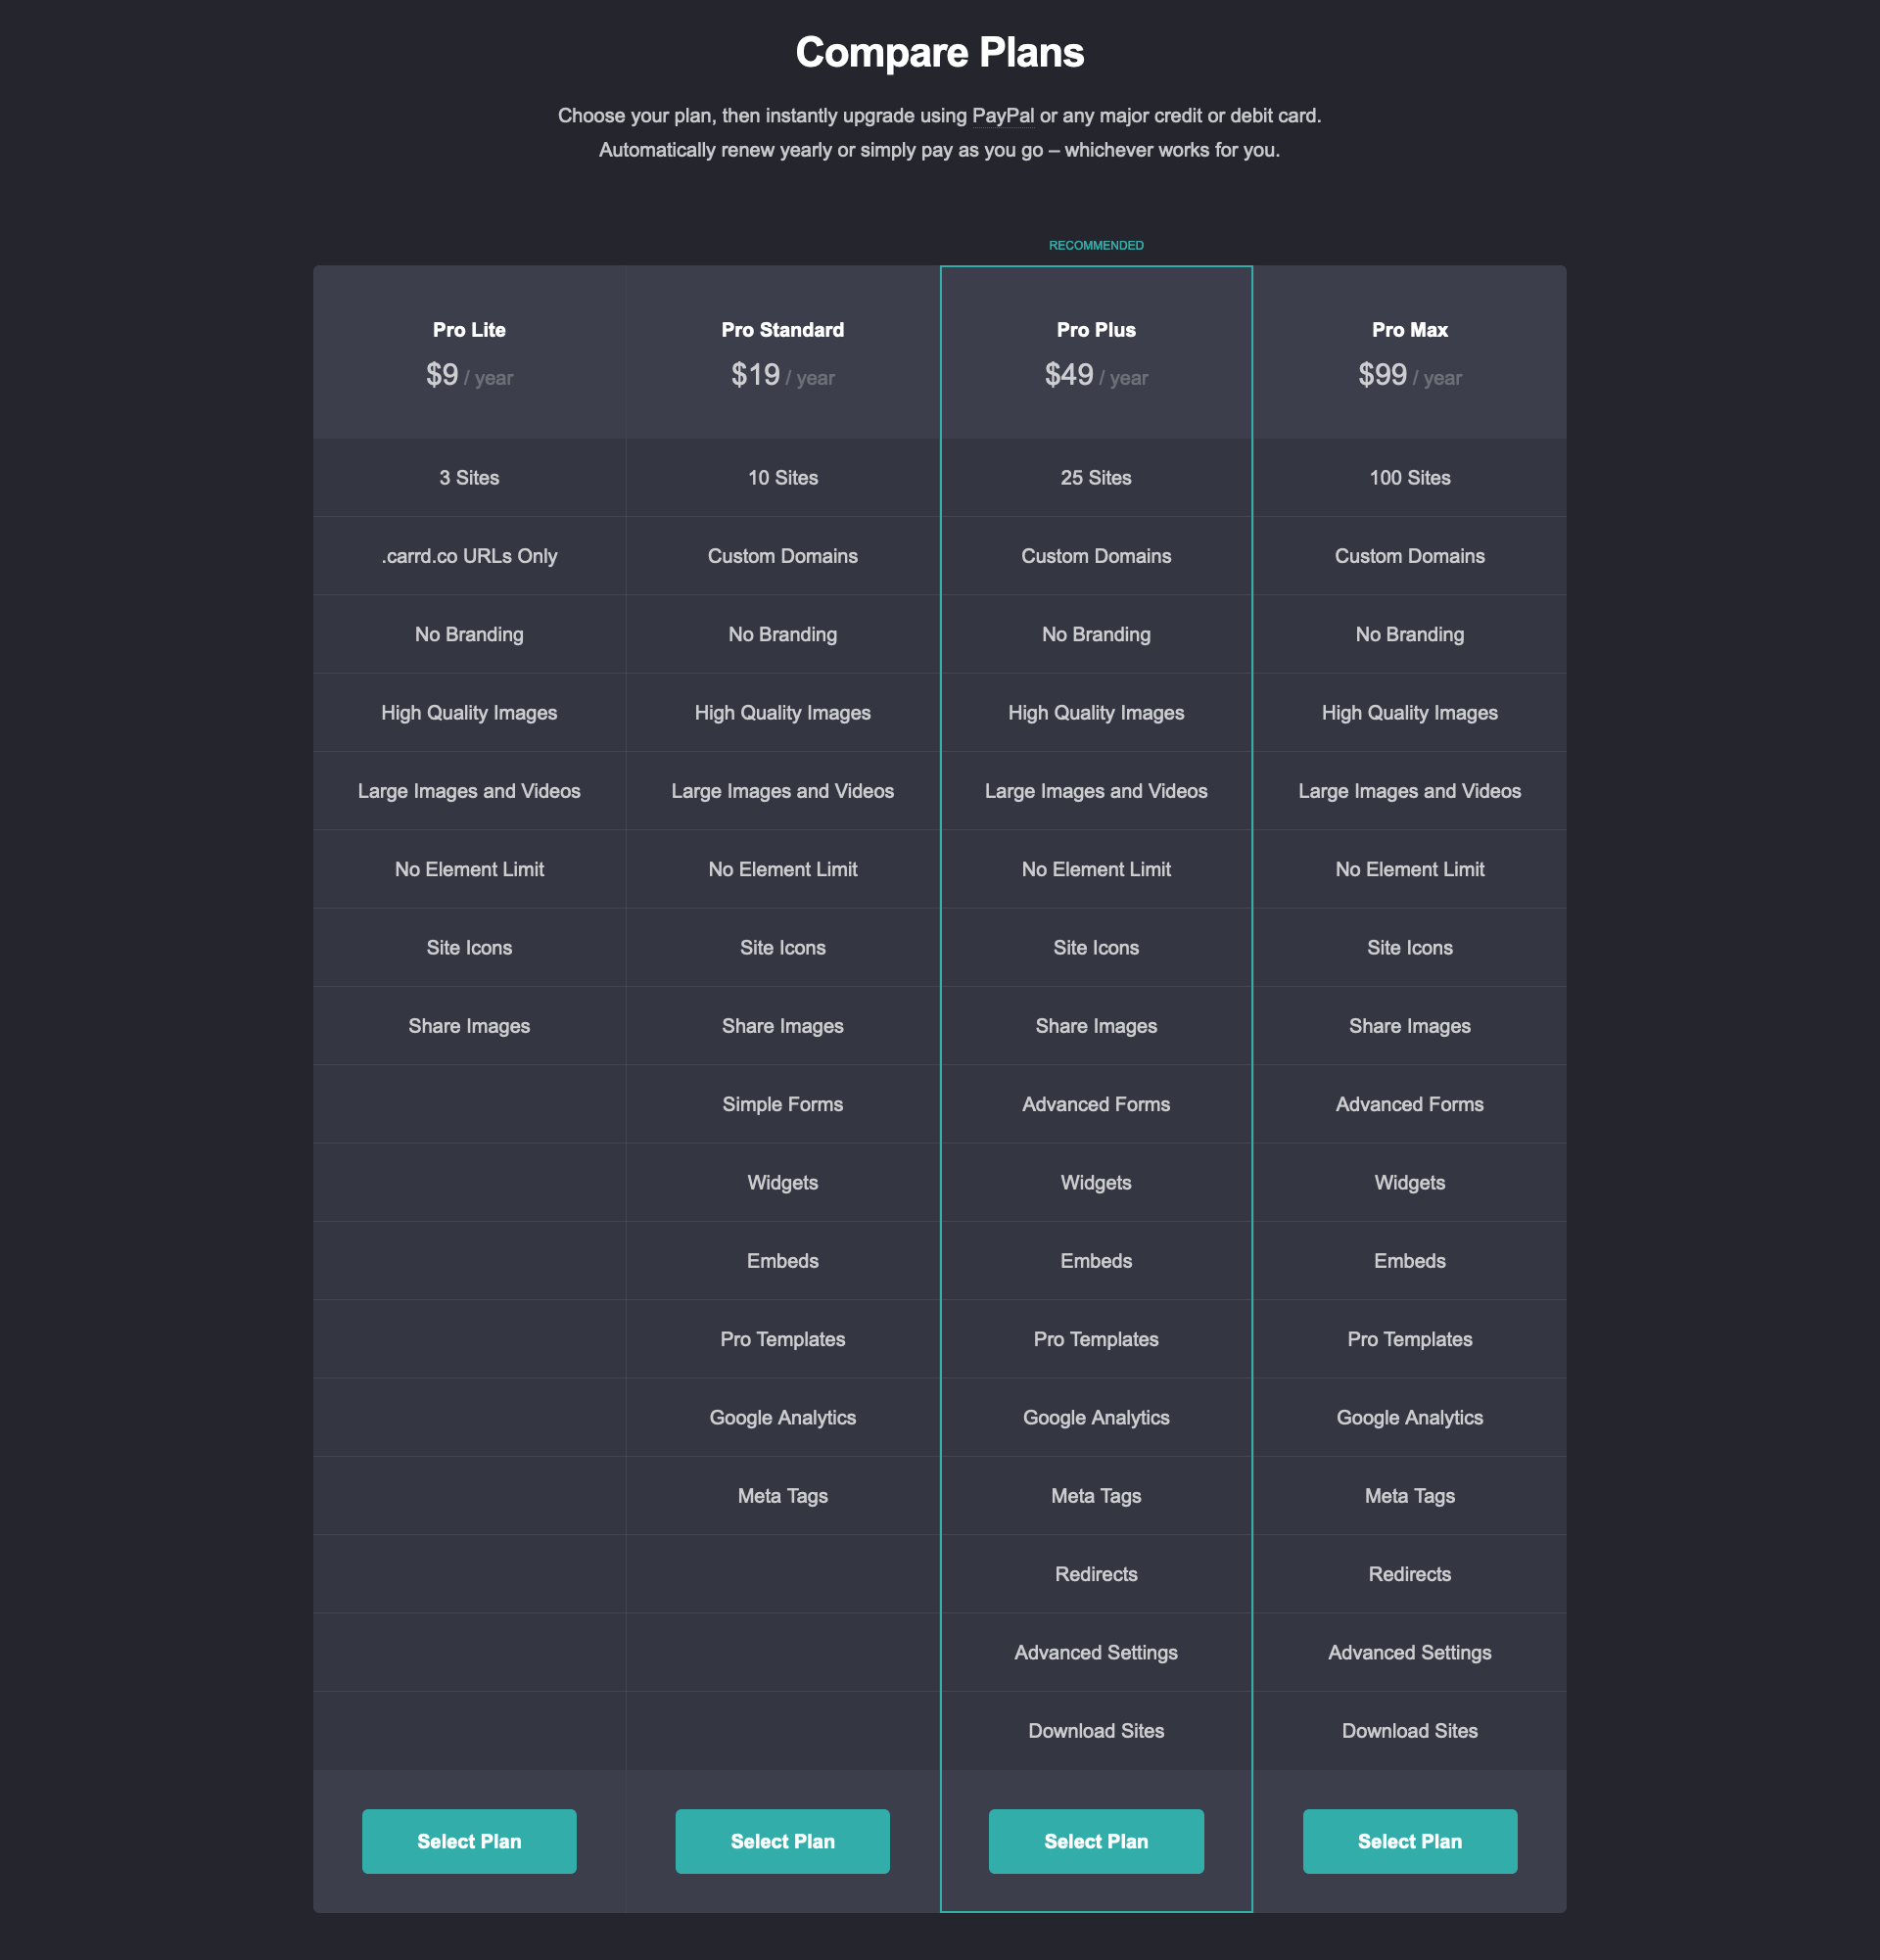 Compare Plans
Choose your plan, then instantly upgrade using PayPal or any major credit or debit card.
Automatically renew yearly or simply pay as you go – whichever works for you.
RECOMMENDED
Pro Lite Pro Standard Pro Plus Pro Max
$9 / year $19 / year $49 / year $99 / year
3 Sites 10 Sites 25 Sites 100 Sites
.carrd.co URLs Only Custom Domains Custom Domains Custom Domains
No Branding No Branding No Branding No Branding
High Quality Images High Quality Images High Quality Images High Quality Images
Large Images and Videos Large Images and Videos Large Images and Videos Large Images and Videos
No Element Limit No Element Limit No Element Limit No Element Limit
Site Icons Site Icons Site Icons Site Icons
Share Images Share Images Share Images Share Images
Simple Forms Advanced Forms Advanced Forms
Widgets Widgets Widgets
Embeds Embeds Embeds
Pro Templates Pro Templates Pro Templates
Google Analytics Google Analytics Google Analytics
Meta Tags Meta Tags Meta Tags
Redirects Redirects
Advanced Settings Advanced Settings
Download Sites Download Sites
Select Plan Select Plan Select Plan Select Plan